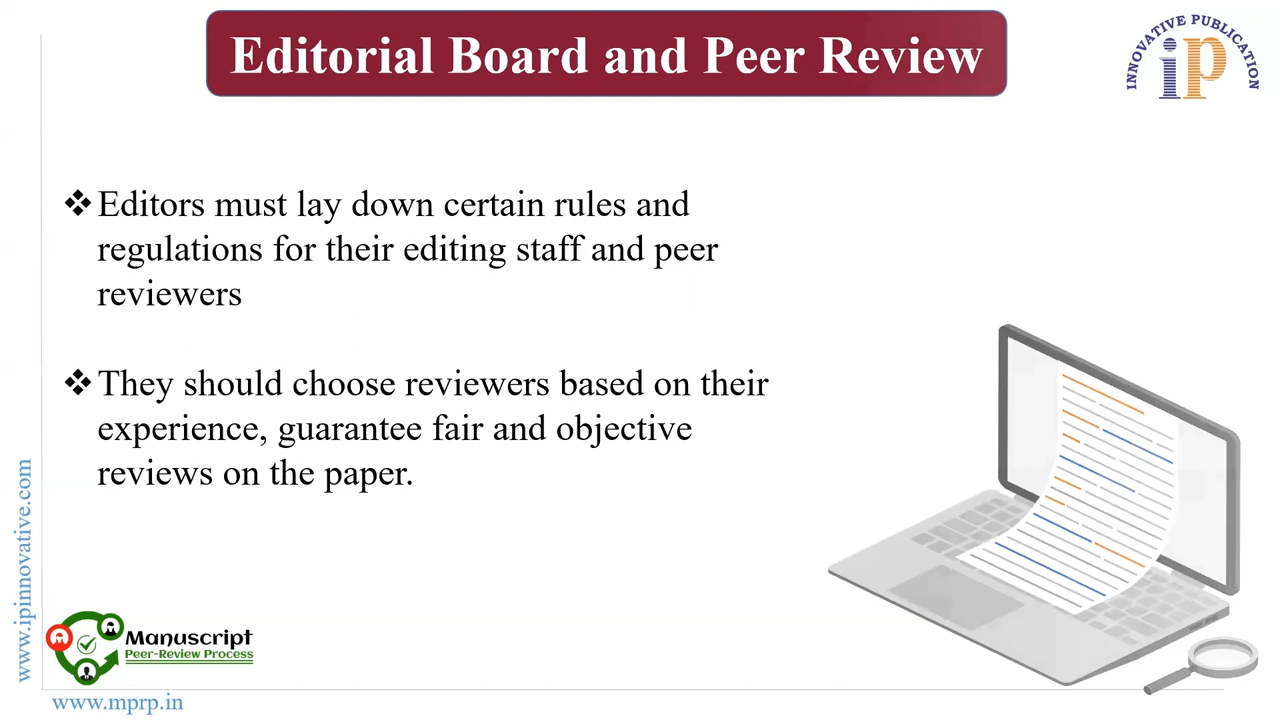 Editorial Board and Peer Review
INNOVATIVE PUBLICATION
iP
❖Editors must lay down certain rules and
regulations for their editing staff and peer
reviewers
❖They should choose reviewers based on their
experience, guarantee fair and objective
reviews on the paper.
www.ipinnovative.com
Manuscript
Peer-Review Process
www.mprp.in